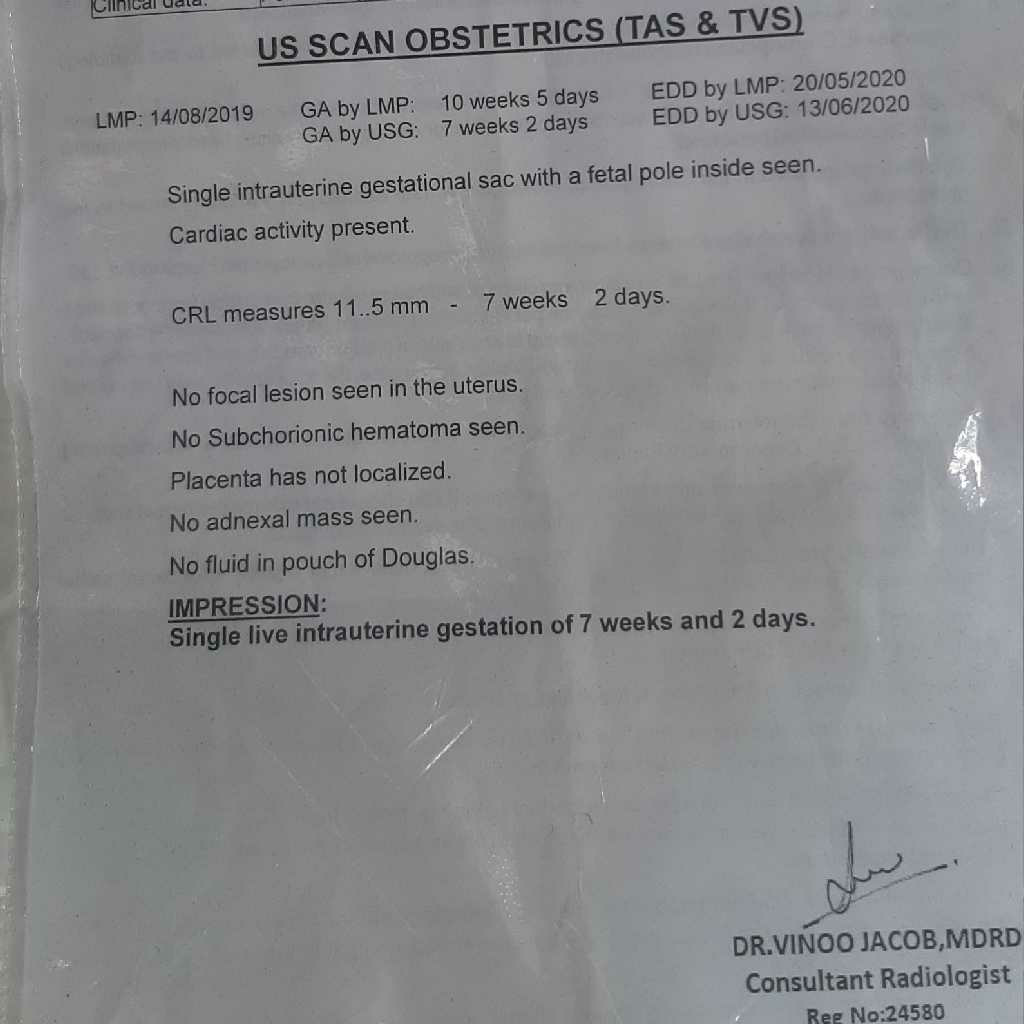 Clinical data:
US SCAN OBSTETRICS (TAS & TVS)
LMP: 14/08/2019 GA by LMP: 10 weeks 5 days EDD by LMP: 20/05/2020
GA by USG: 7 weeks 2 days EDD by USG: 13/06/2020
Single intrauterine gestational sac with a fetal pole inside seen.
Cardiac activity present.
CRL measures 11..5 mm - 7 weeks 2 days.
No focal lesion seen in the uterus.
No Subchorionic hematoma seen.
Placenta has not localized.
No adnexal mass seen.
No fluid in pouch of Douglas.
IMPRESSION:
Single live intrauterine gestation of 7 weeks and 2 days.
DR.VINOO JACOB,MDRD
Consultant Radiologist
Reg No:24580